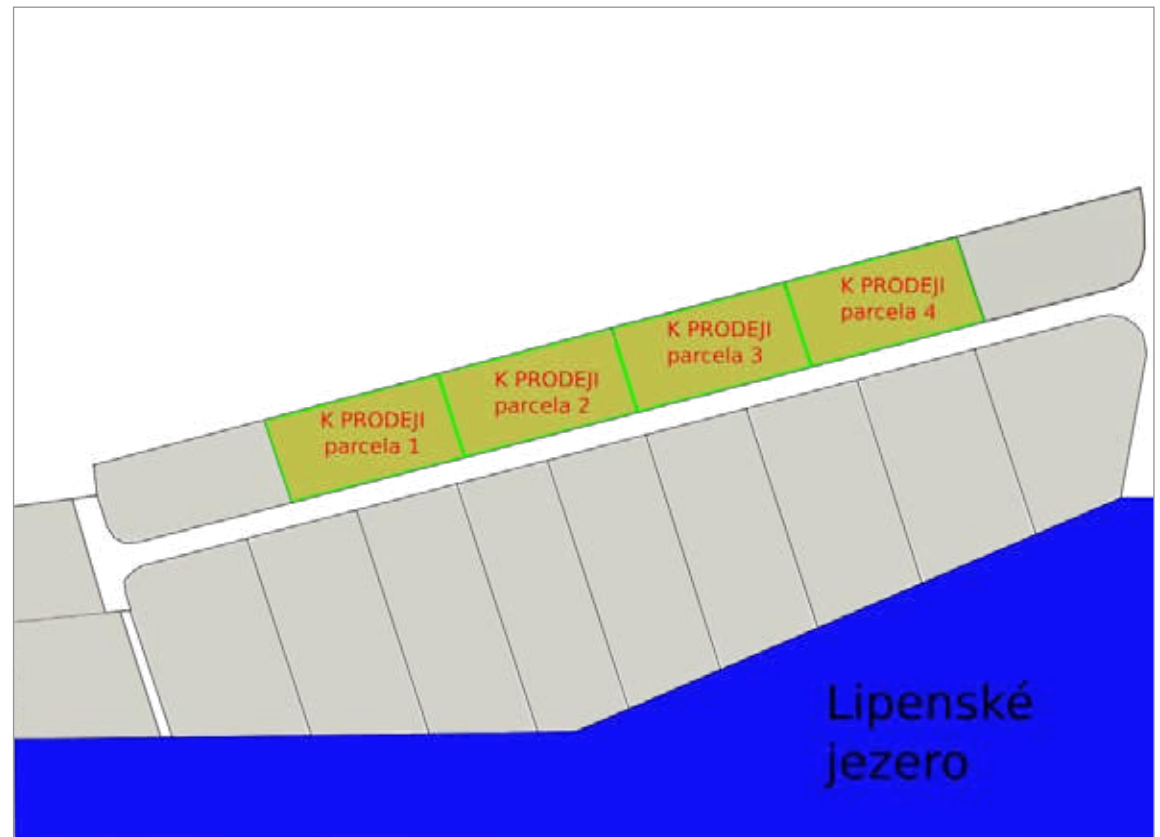 K PRODEJI
parcela 1
K PRODEJI
parcela 2
K PRODEJI
parcela 3
K PRODEJI
parcela 4
Lipenské
jezero